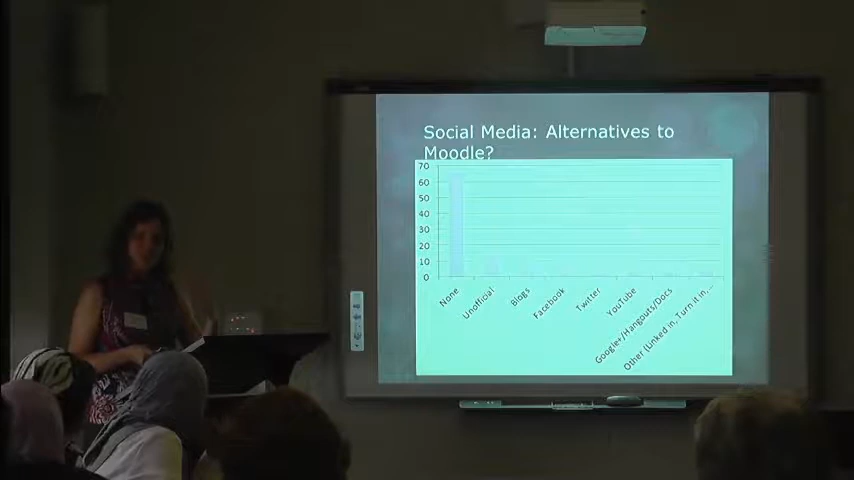 Social Media: Alternatives to
Moodle?
70
60
50
40
30
20
10
0
None
Unofficial
Blogs
Facebook
Twitter
YouTube
Google+/Hangouts/Docs
Other (Linked in, Turn it in,...